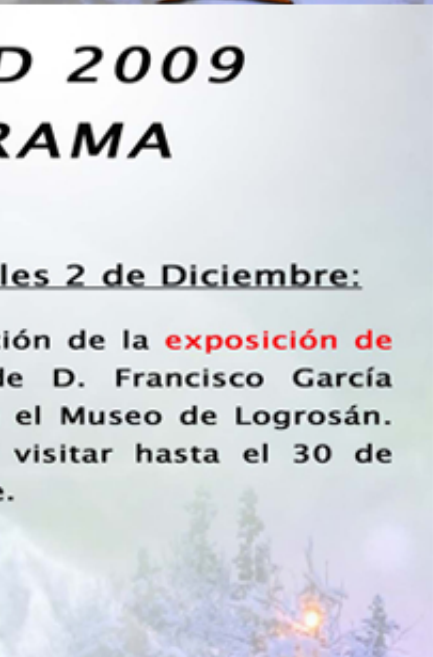 D 2009
RAMA
les 2 de Diciembre:
ción de la exposición de
de D. Francisco García
el Museo de Logrosán.
visitar hasta el 30 de
e.